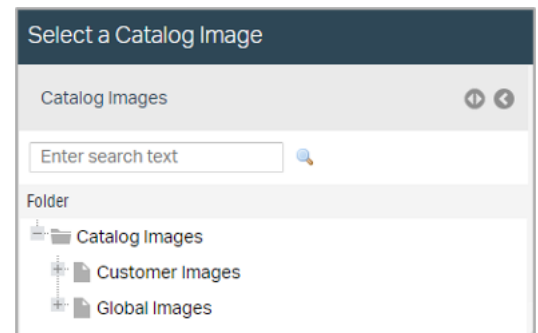 Select a Catalog Image
Catalog Images
Enter search text
Folder
Catalog Images
Customer Images
Global Images